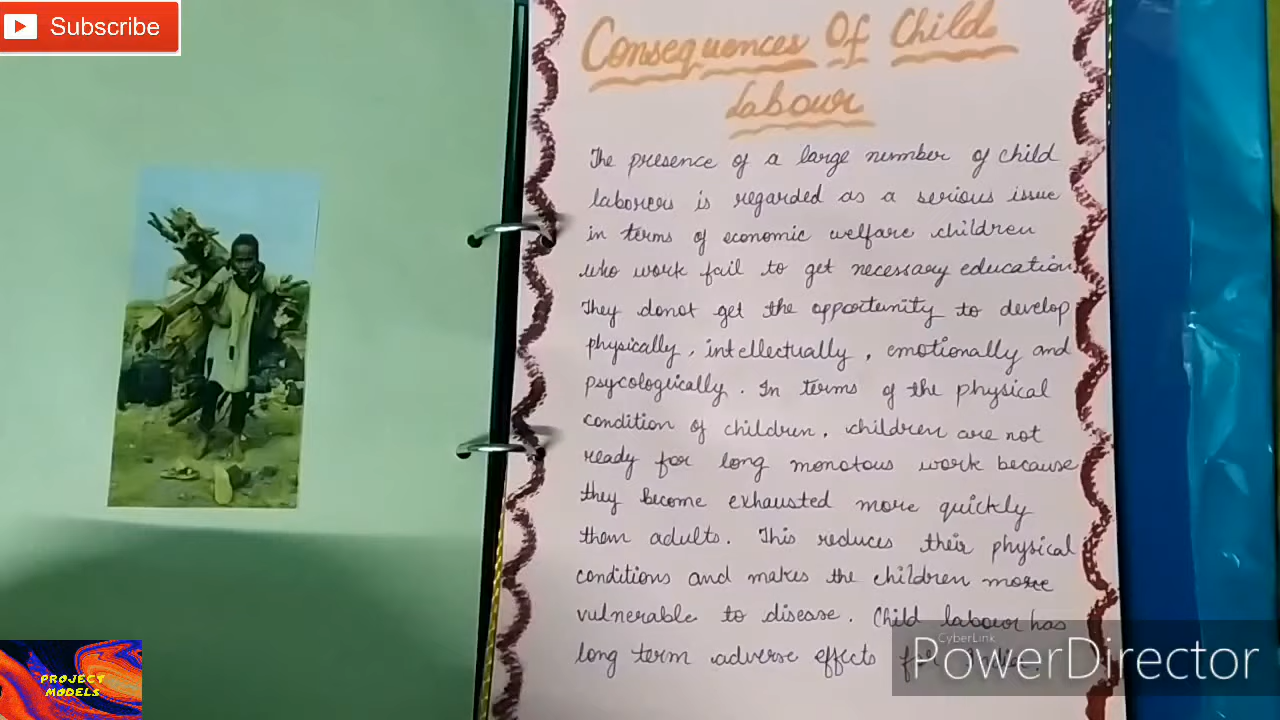 Subscribe
Consequences Of Child
Labour
The presence of a large number of child
laborers is regarded as a serious issue
in terms of economic welfare children
who work fail to get necessary education.
They donot get the opportunity to develop
physically, intellectually, emotionally and
psycologically. In terms of the physical
condition of children, children are not
ready for long monotous work because
they become exhausted more quickly
them adults. This reduces their physical
conditions and makes the children more
vulnerable to disease. Child labour has
long term adverse effects for
CyberLink
PowerDirector
PROJECT
MODELS